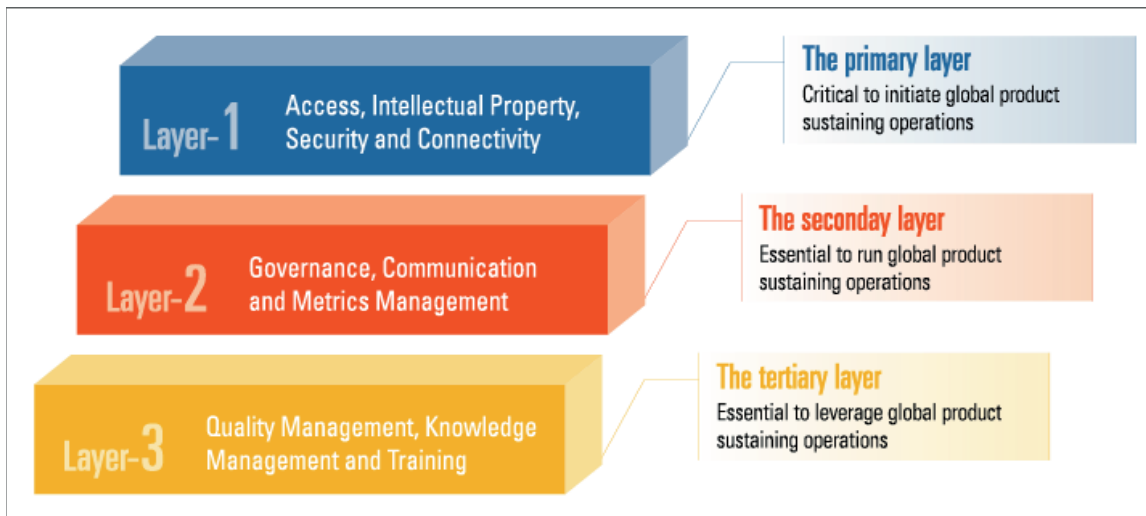 Layer-1
Access, Intellectual Property,
Security and Connectivity
The primary layer
Critical to initiate global product
sustaining operations
Layer-2
Governance, Communication
and Metrics Management
The seconday layer
Essential to run global product
sustaining operations
Layer-3
Quality Management, Knowledge
Management and Training
The tertiary layer
Essential to leverage global product
sustaining operations